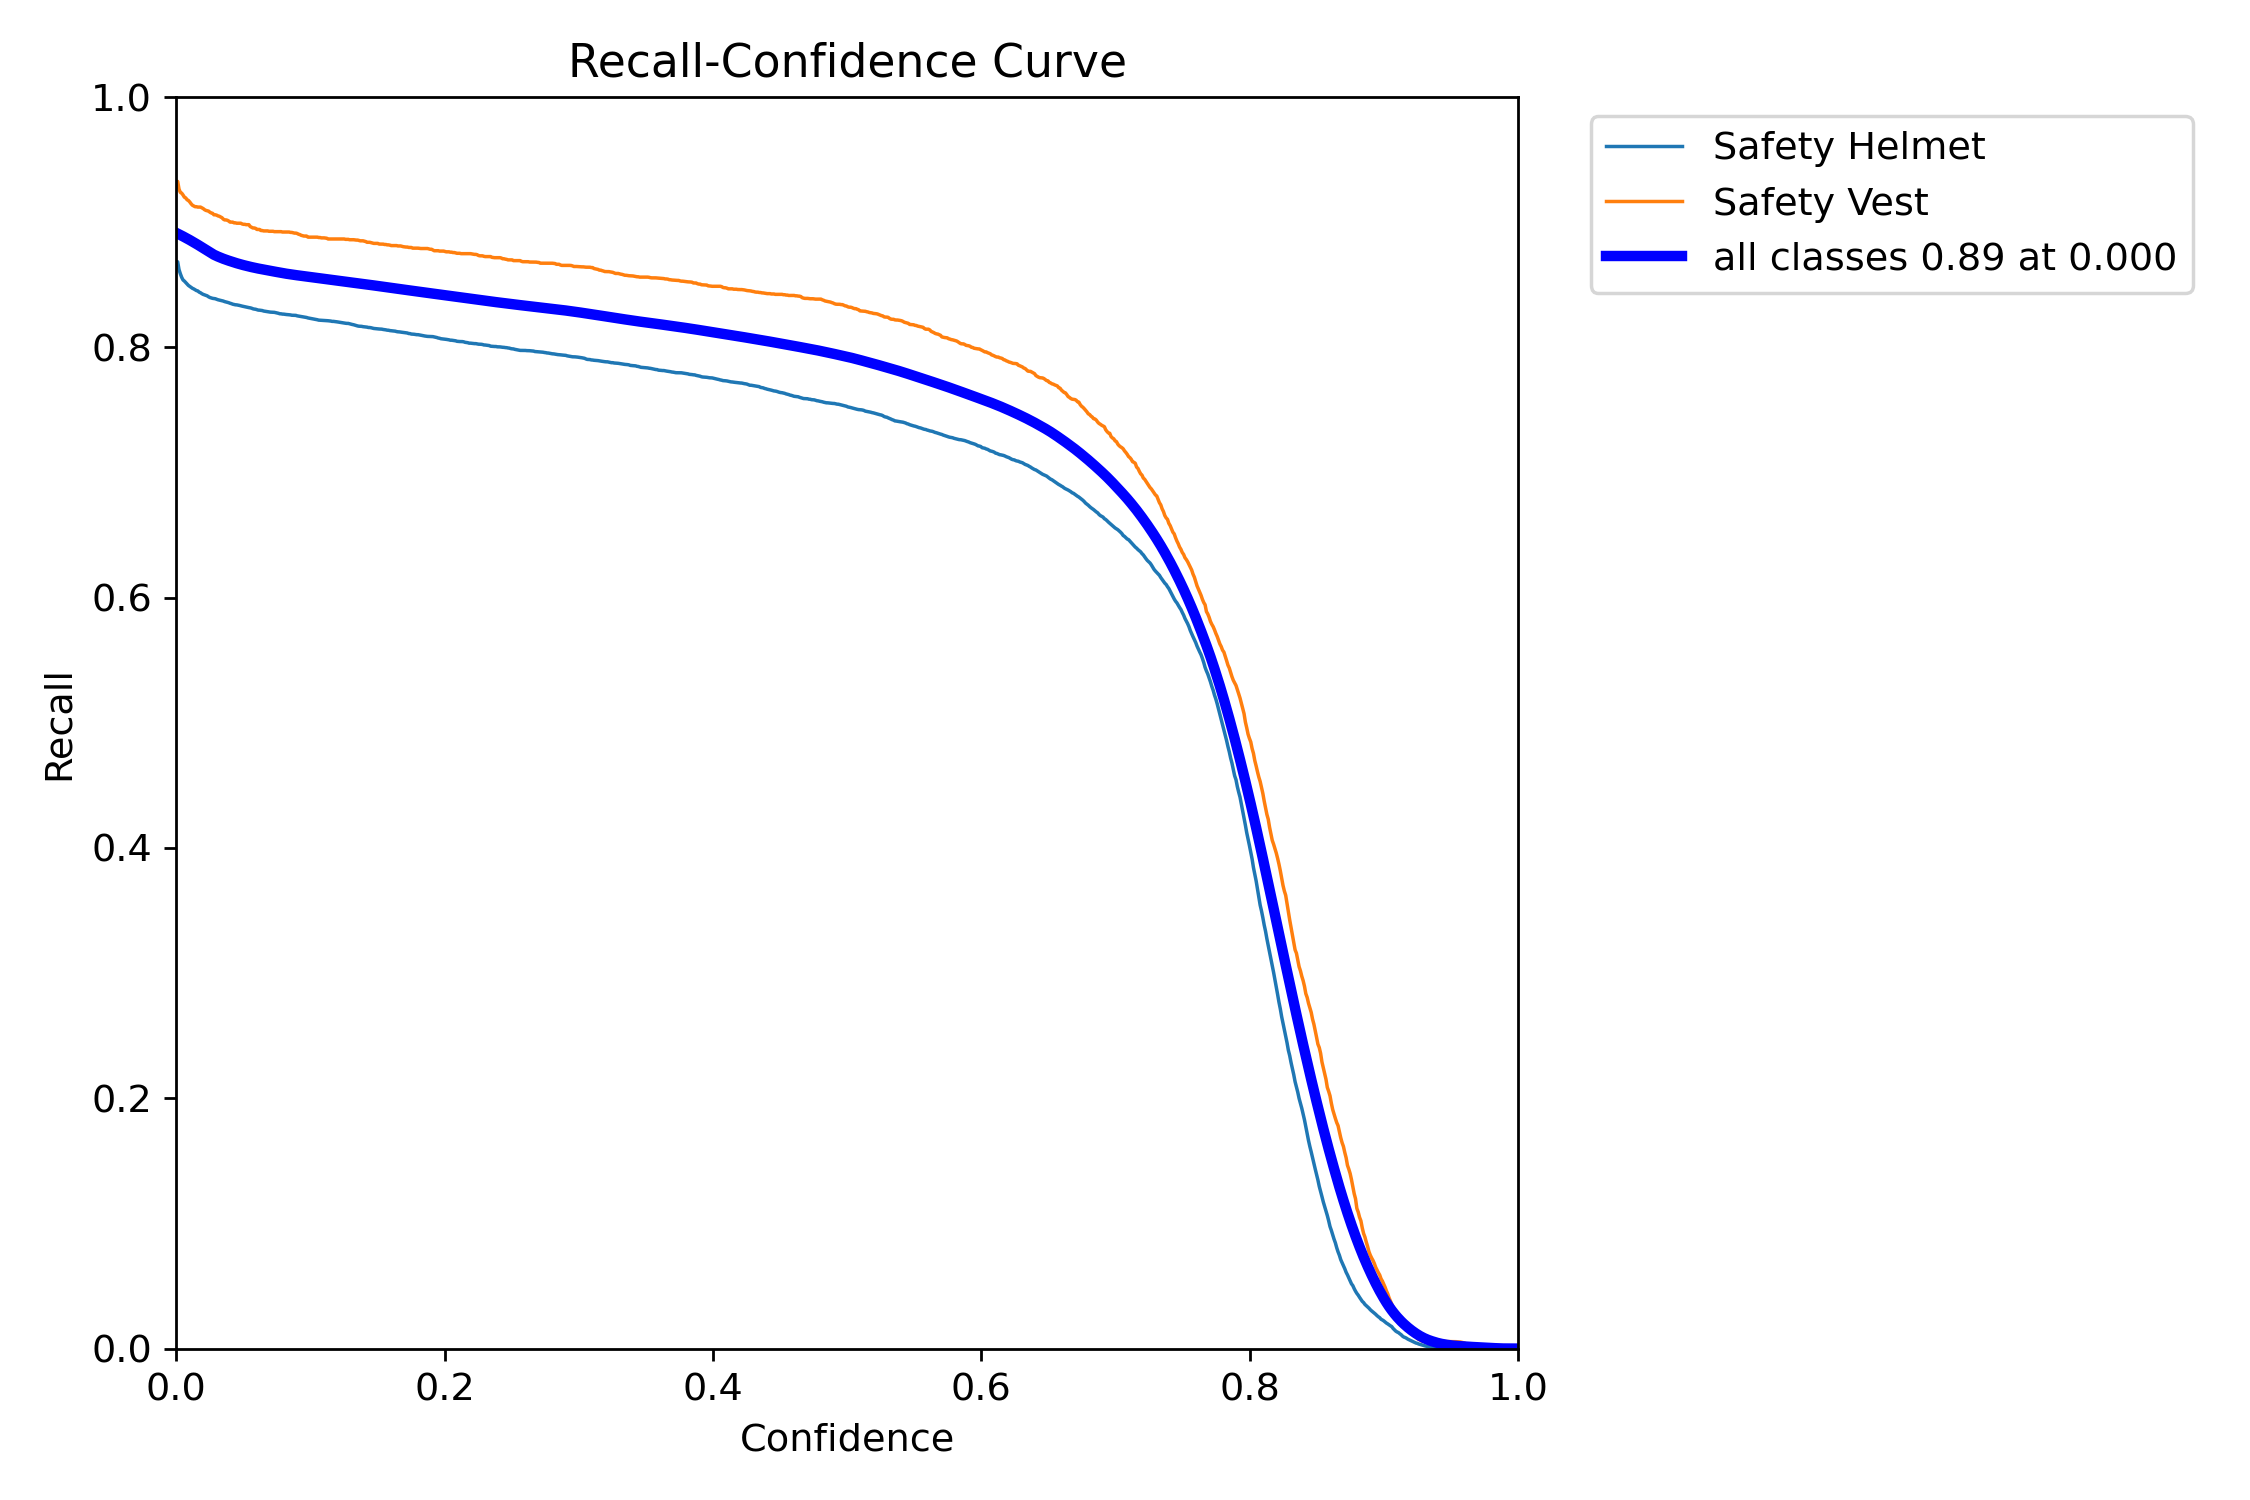 Recall-Confidence Curve
1.0
0.8
0.6
0.4
0.2
0.0
Recall
0.0 0.2 0.4 0.6 0.8 1.0
Confidence
Safety Helmet
Safety Vest
all classes 0.89 at 0.000